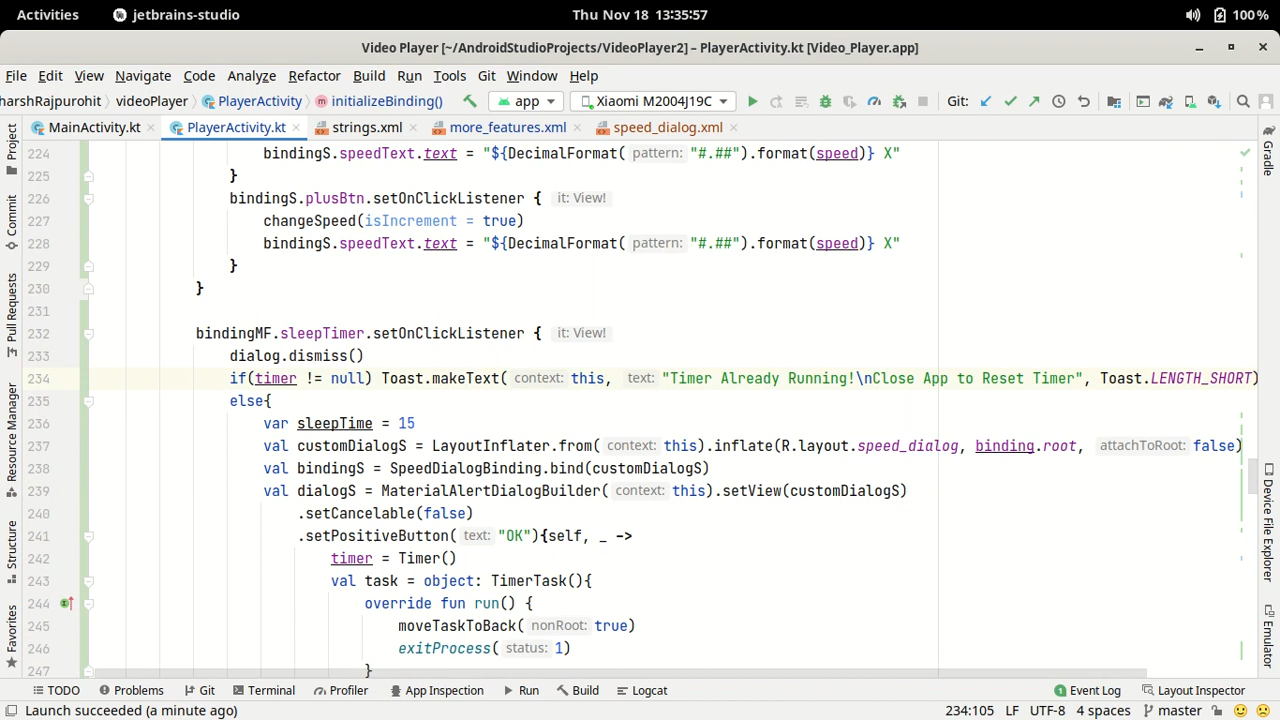 Activities jetbrains-studio Thu Nov 18 13:35:57 100%
Video Player [~/AndroidStudioProjects/VideoPlayer2] – PlayerActivity.kt [Video_Player.app]
File Edit View Navigate Code Analyze Refactor Build Run Tools Git Window Help
arshRajpurohit videoPlayer PlayerActivity initializeBinding() app Xiaomi M2004J19C Git:
MainActivity.kt PlayerActivity.kt strings.xml more_features.xml speed_dialog.xml
224 bindingS.speedText.text = "${DecimalFormat( pattern: "#.##").format(speed)} X"
225 }
226 bindingS.plusBtn.setOnClickListener { it: View!
227 changeSpeed(isIncrement = true)
228 bindingS.speedText.text = "${DecimalFormat( pattern: "#.##").format(speed)} X"
229 }
230 }
231
232 bindingMF.sleepTimer.setOnClickListener { it: View!
233 dialog.dismiss()
234 if(timer != null) Toast.makeText( context: this, text: "Timer Already Running!\nClose App to Reset Timer", Toast.LENGTH_SHORT)
235 else{
236 var sleepTime = 15
237 val customDialogS = LayoutInflater.from( context: this).inflate(R.layout.speed_dialog, binding.root, attachToRoot: false)
238 val bindingS = SpeedDialogBinding.bind(customDialogS)
239 val dialogS = MaterialAlertDialogBuilder( context: this).setView(customDialogS)
240 .setCancelable(false)
241 .setPositiveButton( text: "OK"){self, _ ->
242 timer = Timer()
243 val task = object: TimerTask(){
244 override fun run() {
245 moveTaskToBack( nonRoot: true)
246 exitProcess( status: 1)
247 }
Project
Commit
Pull Requests
Resource Manager
Structure
Favorites
Gradle
Device File Explorer
Emulator
TODO Problems Git Terminal Profiler App Inspection Run Build Logcat 1 Event Log Layout Inspector
Launch succeeded (a minute ago) 234:105 LF UTF-8 4 spaces master